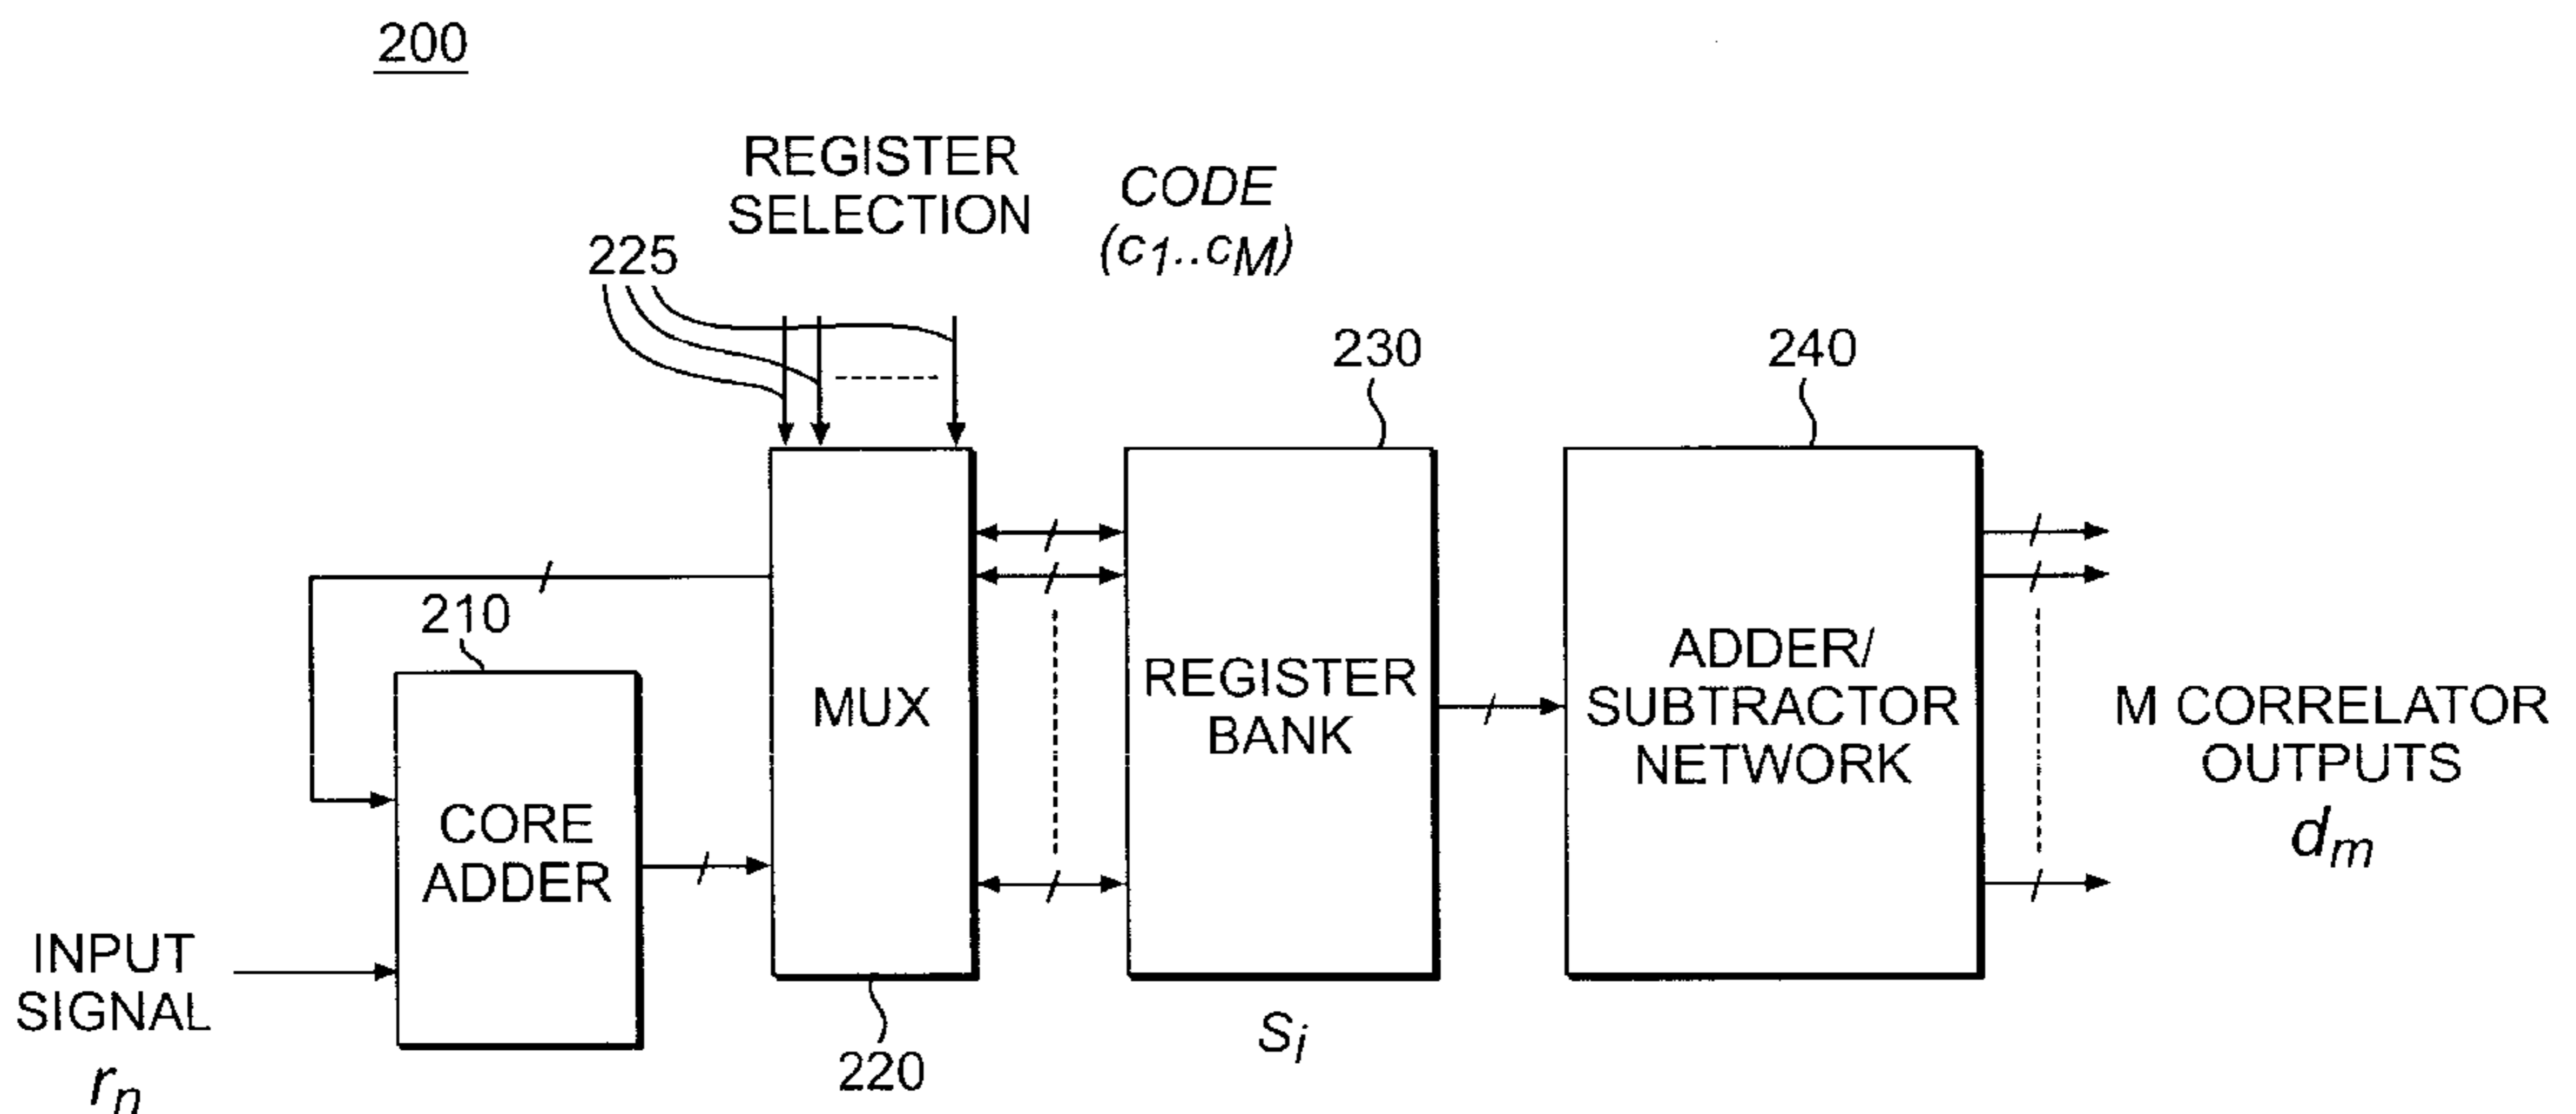 200
REGISTER
SELECTION
CODE
(c1..cM)
225
230
240
210
MUX
REGISTER
BANK
ADDER/
SUBTRACTOR
NETWORK
M CORRELATOR
OUTPUTS
dm
CORE
ADDER
INPUT
SIGNAL
rn
220
Si